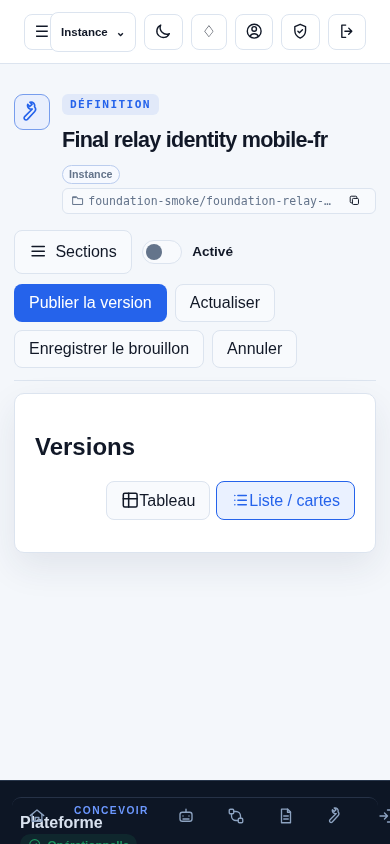 Instance
DÉFINITION
Final relay identity mobile-fr
Instance
foundation-smoke/foundation-relay-…
Sections
Activé
Publier la version
Actualiser
Enregistrer le brouillon
Annuler
Versions
Tableau
Liste / cartes
CONCEVOIR
Plateforme
Opérationnelle